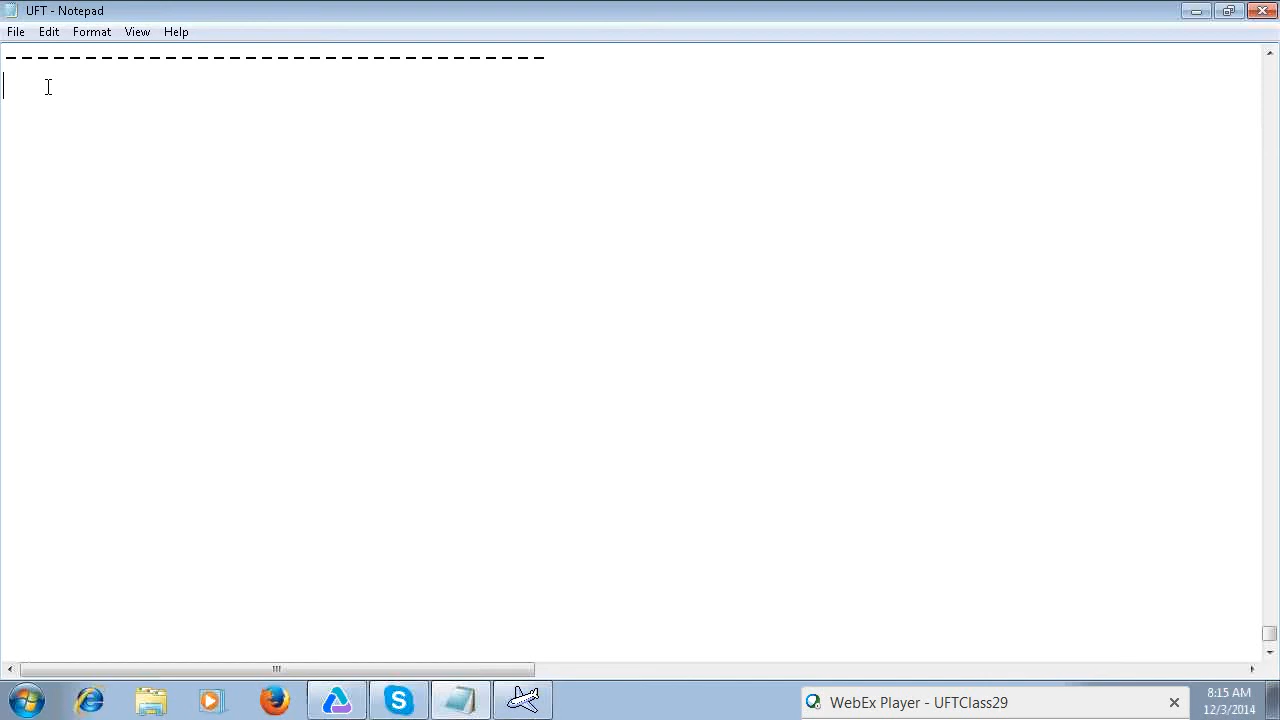 UFT - Notepad
File Edit Format View Help
----------------------------------
WebEx Player - UFTClass29
8:15 AM
12/3/2014